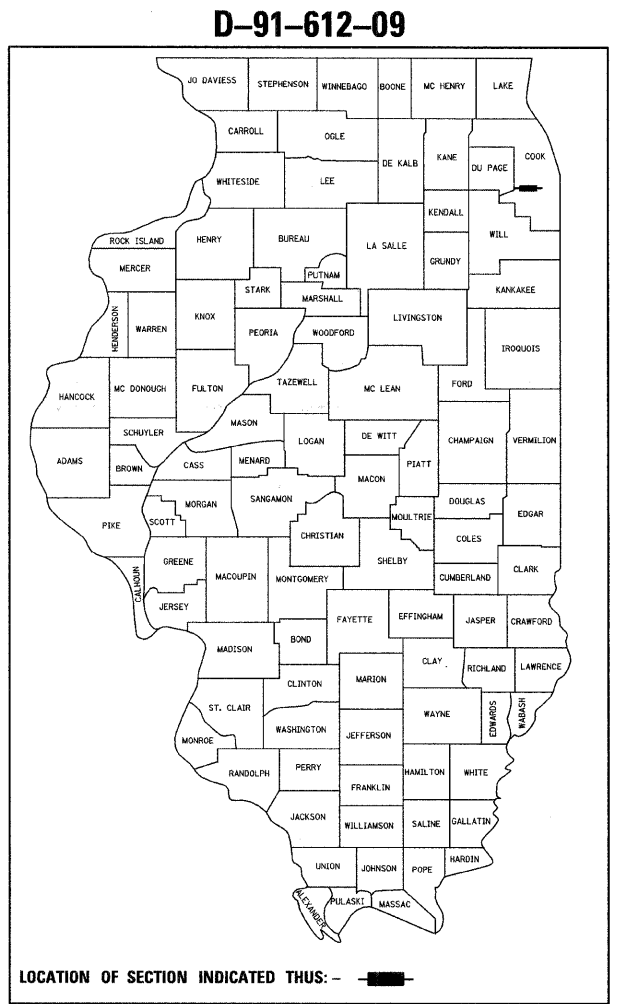 D-91-612-09
JO DAVIESS STEPHENSON WINNEBAGO BOONE MC HENRY LAKE
CARROLL OGLE DE KALB KANE DU PAGE COOK
WHITESIDE LEE KENDALL WILL
ROCK ISLAND HENRY BUREAU LA SALLE GRUNDY
MERCER PUTNAM KANKAKEE
STARK MARSHALL
HENDERSON WARREN KNOX PEORIA WOODFORD LIVINGSTON IROQUOIS
HANCOCK MC DONOUGH FULTON TAZEWELL MC LEAN FORD
SCHUYLER MASON LOGAN DE WITT CHAMPAIGN VERMILION
ADAMS BROWN CASS MENARD MACON PIATT
PIKE SCOTT MORGAN SANGAMON CHRISTIAN MOULTRIE DOUGLAS EDGAR
COLES
CALHOUN GREENE MACOUPIN MONTGOMERY SHELBY CUMBERLAND CLARK
JERSEY FAYETTE EFFINGHAM JASPER CRAWFORD
MADISON BOND CLAY RICHLAND LAWRENCE
CLINTON MARION
ST. CLAIR WASHINGTON JEFFERSON WAYNE EDWARDS WABASH
MONROE
RANDOLPH PERRY FRANKLIN HAMILTON WHITE
JACKSON WILLIAMSON SALINE GALLATIN
UNION JOHNSON POPE HARDIN
ALEXANDER PULASKI MASSAC
LOCATION OF SECTION INDICATED THUS: -